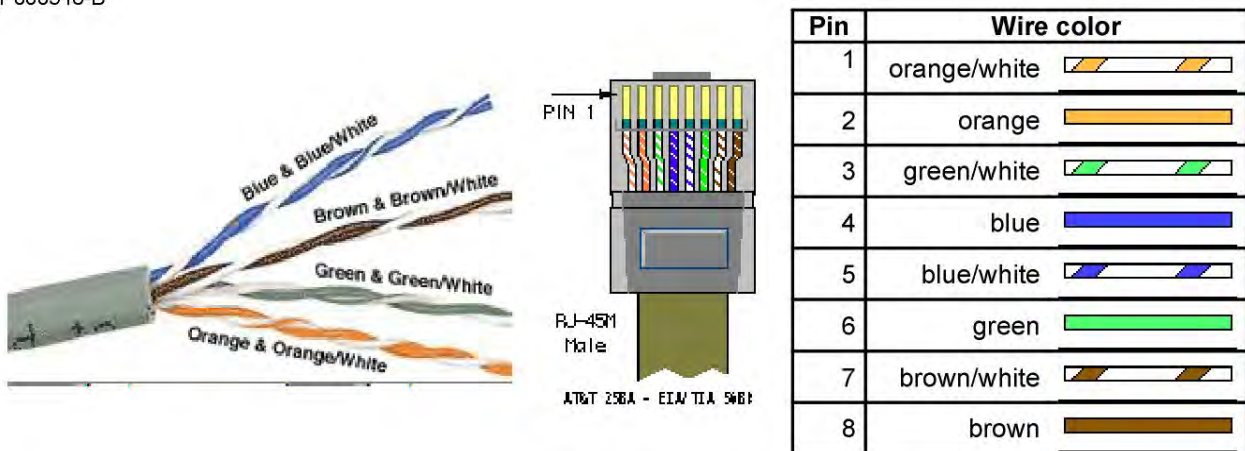 Blue & Blue/White
Brown & Brown/White
Green & Green/White
Orange & Orange/White
PIN 1
RJ-45M
Male
AT&T 258A - EIA/TIA
Pin Wire color
1 orange/white
2 orange
3 green/white
4 blue
5 blue/white
6 green
7 brown/white
8 brown